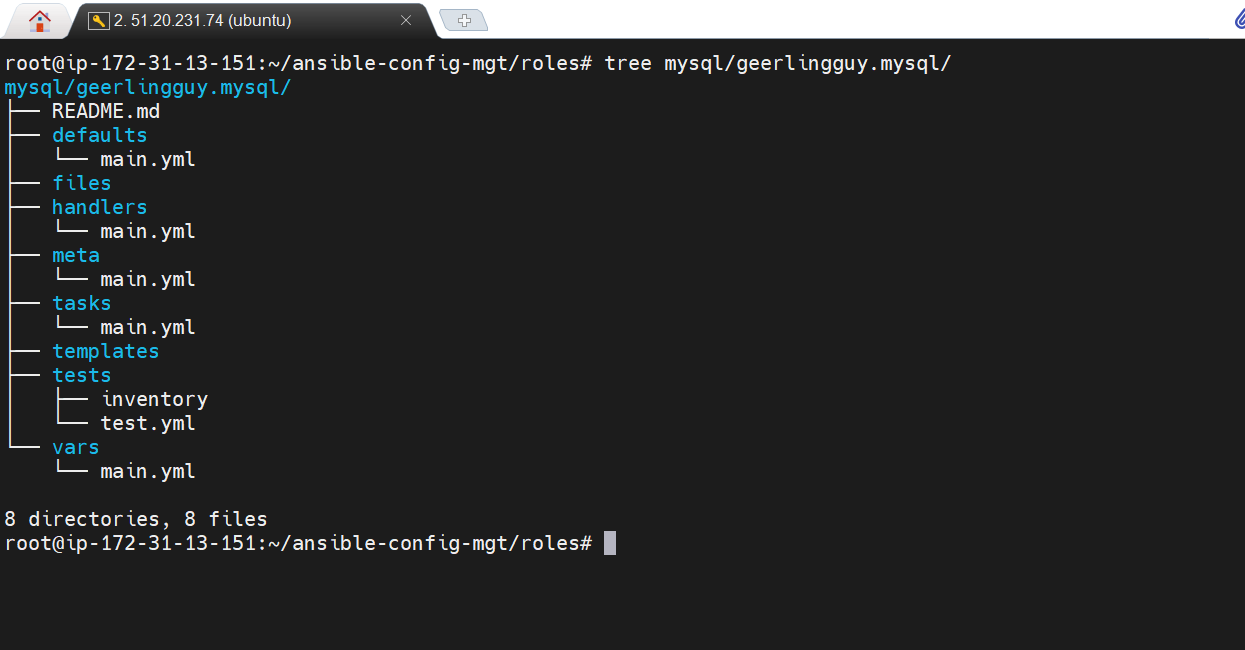 2. 51.20.231.74 (ubuntu)
root@ip-172-31-13-151:~/ansible-config-mgt/roles# tree mysql/geerlingguy.mysql/
mysql/geerlingguy.mysql/
├── README.md
├── defaults
│   └── main.yml
├── files
├── handlers
│   └── main.yml
├── meta
│   └── main.yml
├── tasks
│   └── main.yml
├── templates
├── tests
│   ├── inventory
│   └── test.yml
└── vars
    └── main.yml
8 directories, 8 files
root@ip-172-31-13-151:~/ansible-config-mgt/roles#